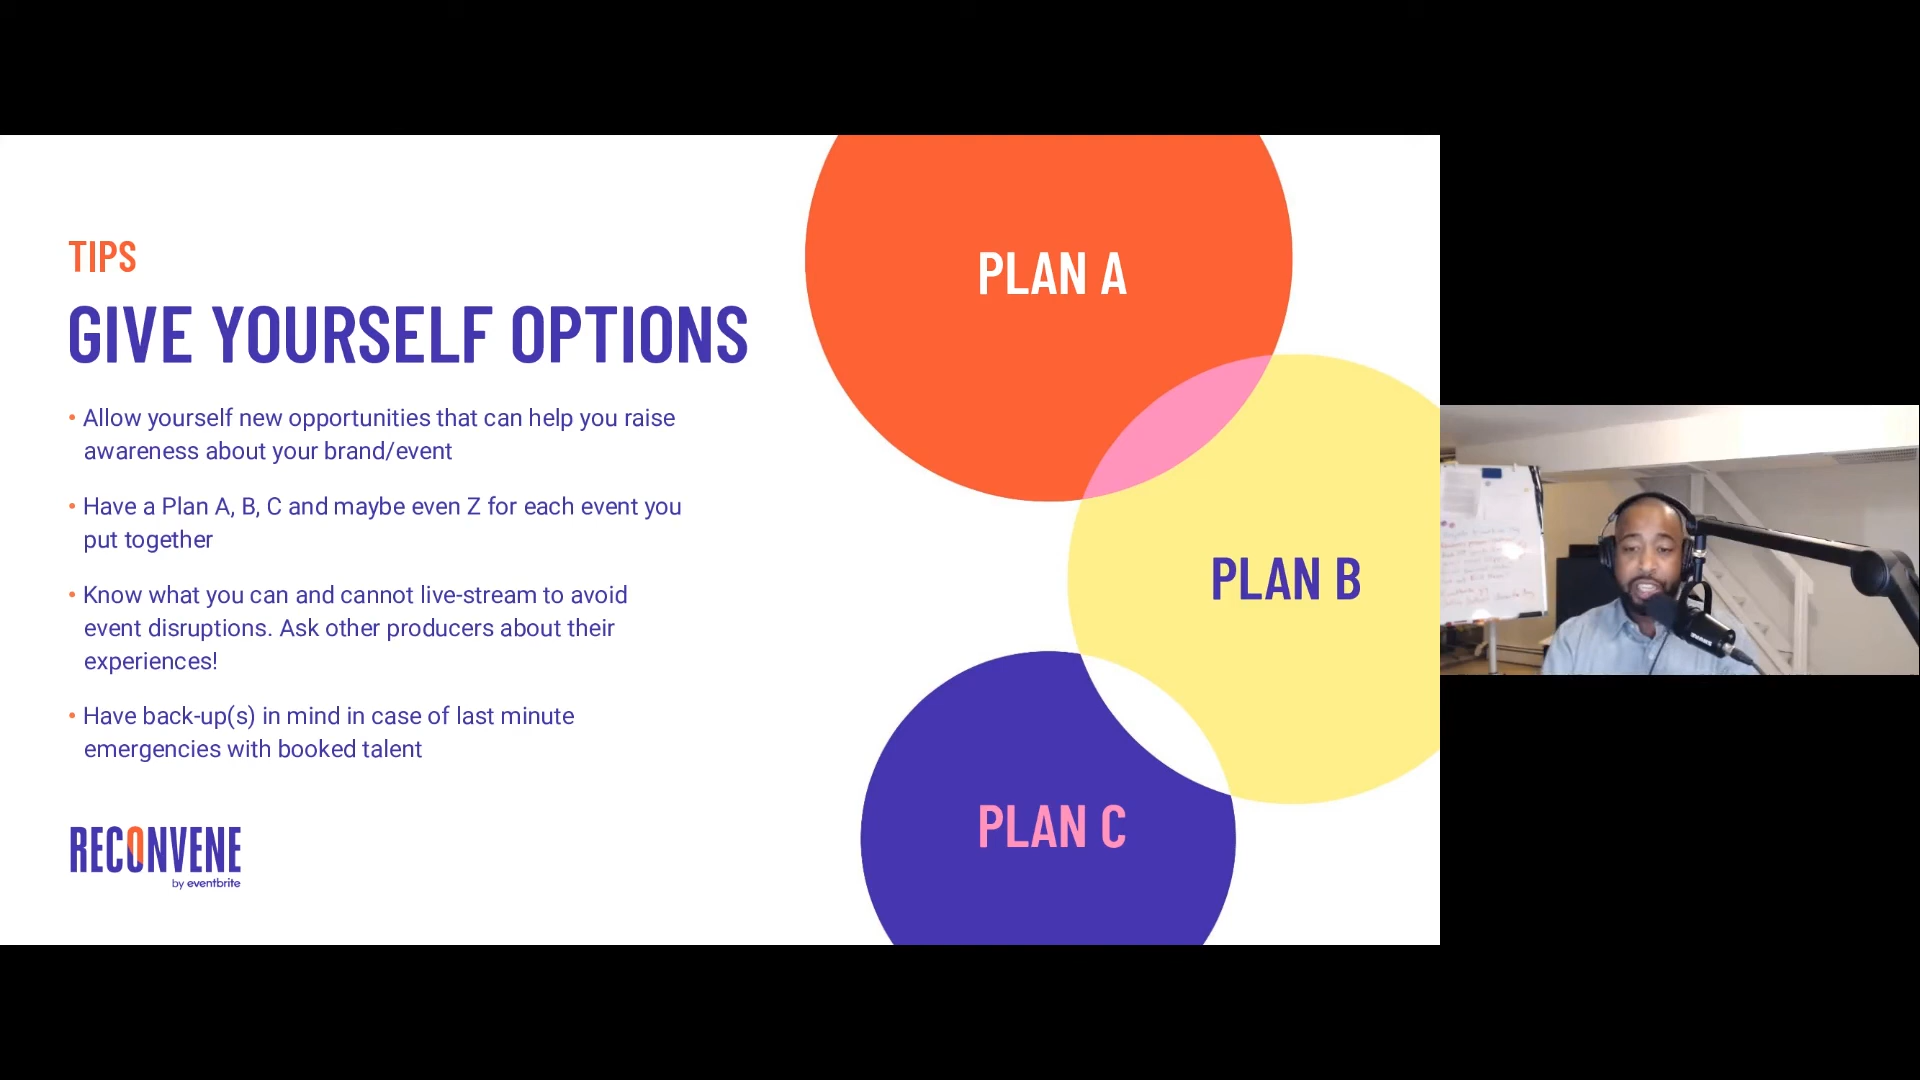 TIPS
GIVE YOURSELF OPTIONS
• Allow yourself new opportunities that can help you raise
awareness about your brand/event
• Have a Plan A, B, C and maybe even Z for each event you
put together
• Know what you can and cannot live-stream to avoid
event disruptions. Ask other producers about their
experiences!
• Have back-up(s) in mind in case of last minute
emergencies with booked talent
RECONVENE
by eventbrite
PLAN A
PLAN B
PLAN C